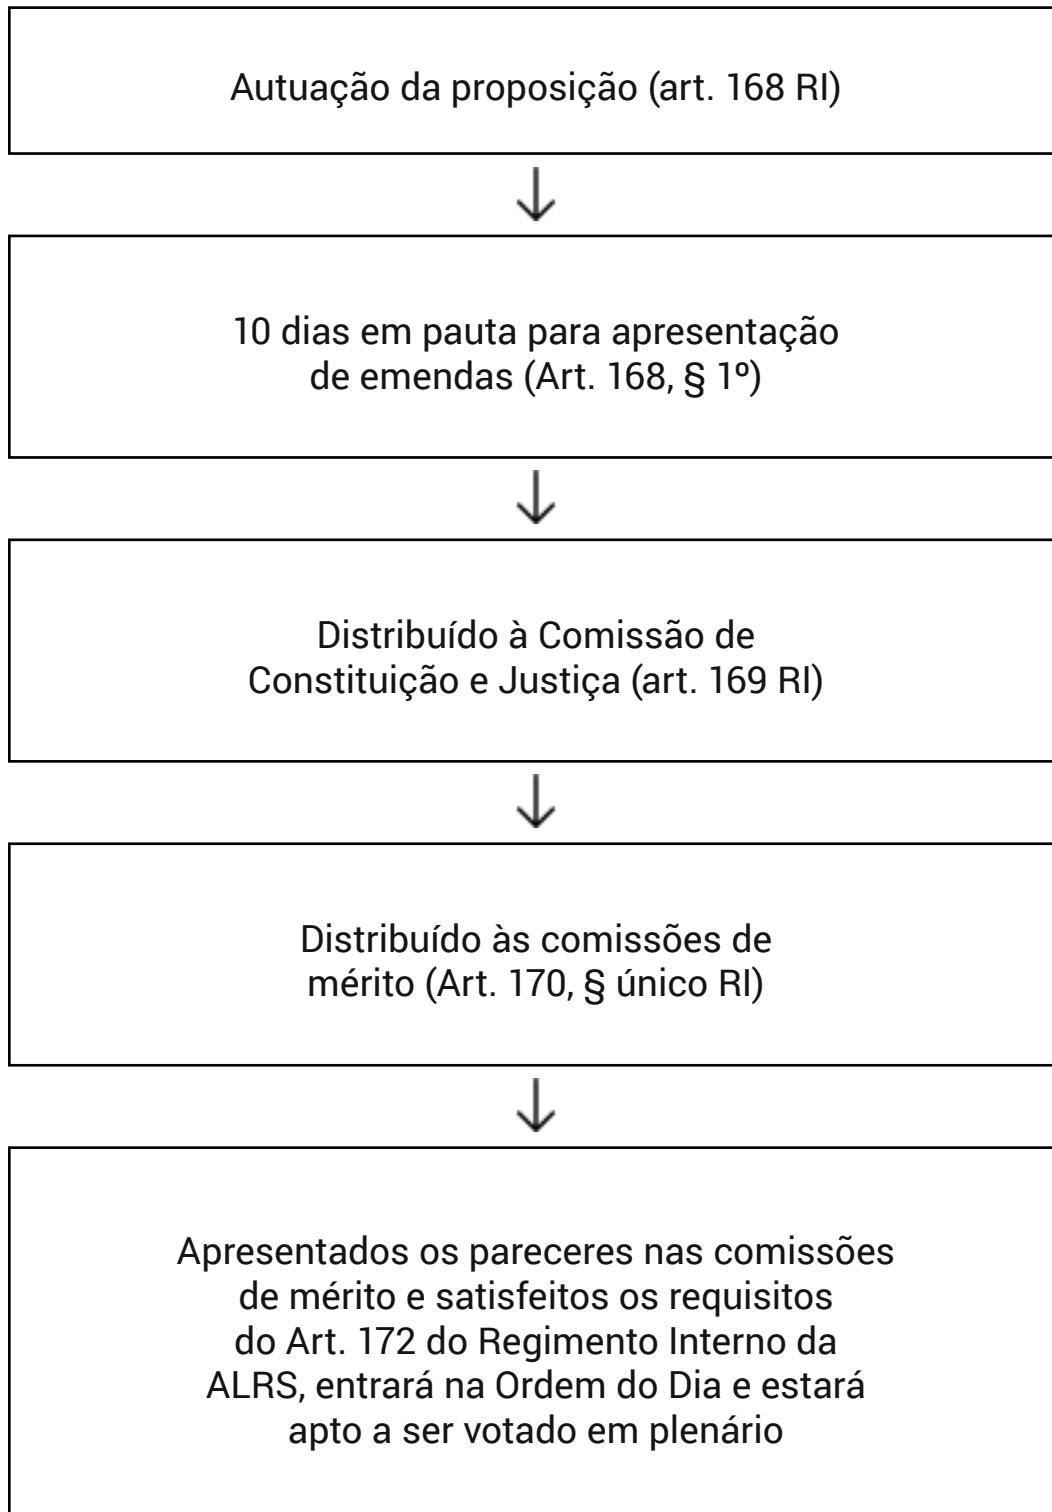 Autuação da proposição (art. 168 RI)
10 dias em pauta para apresentação
de emendas (Art. 168, § 1º)
Distribuído à Comissão de
Constituição e Justiça (art. 169 RI)
Distribuído às comissões de
mérito (Art. 170, § único RI)
Apresentados os pareceres nas comissões
de mérito e satisfeitos os requisitos
do Art. 172 do Regimento Interno da
ALRS, entrará na Ordem do Dia e estará
apto a ser votado em plenário